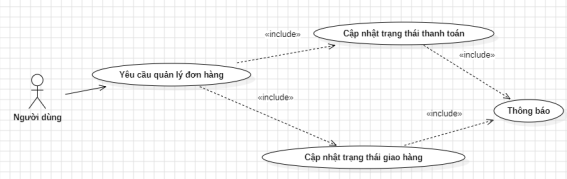 «include»
Cập nhật trạng thái thanh toán
«include»
Yêu cầu quản lý đơn hàng
«include»
Thông báo
«include»
Người dùng
Cập nhật trạng thái giao hàng